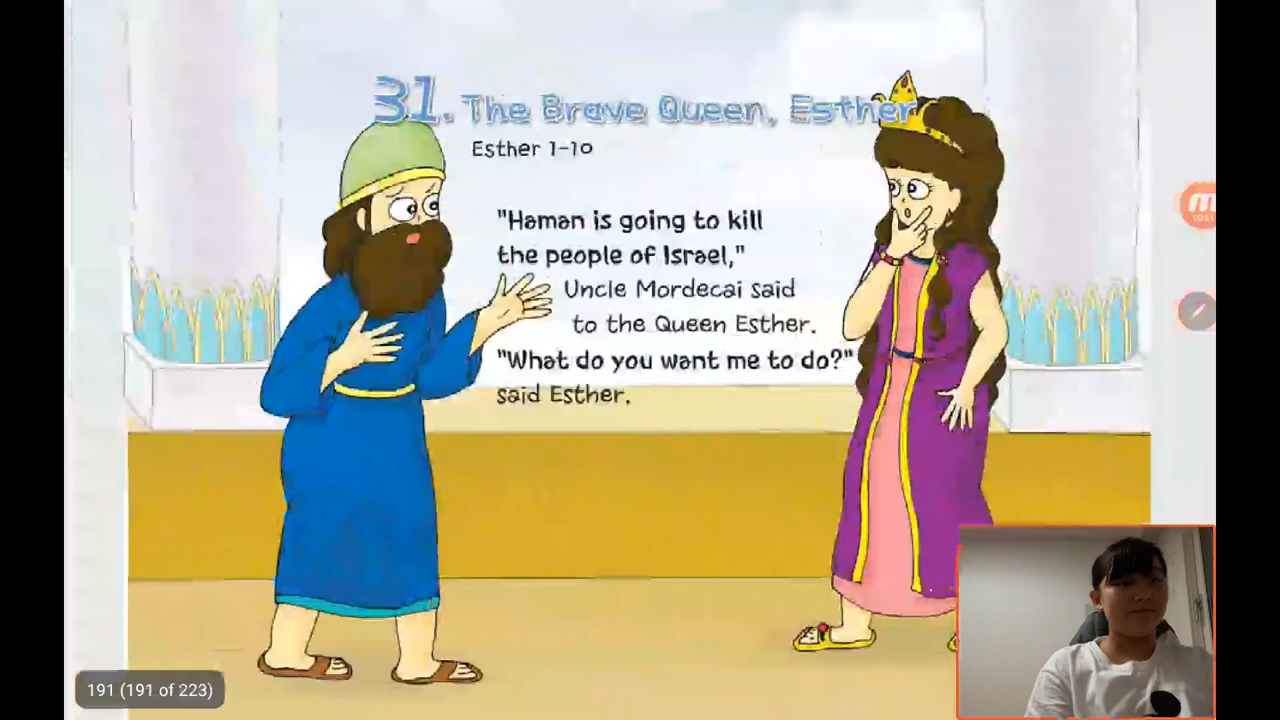 31. The Brave Queen, Esther
Esther 1-10
"Haman is going to kill
the people of Israel,"
Uncle Mordecai said
to the Queen Esther.
"What do you want me to do?"
said Esther.
191 (191 of 223)